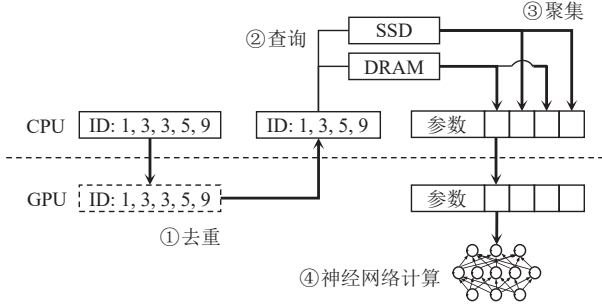 ③聚集
SSD
②查询
DRAM
CPU
ID: 1, 3, 3, 5, 9
ID: 1, 3, 5, 9
参数
GPU
ID: 1, 3, 3, 5, 9
参数
①去重
④神经网络计算